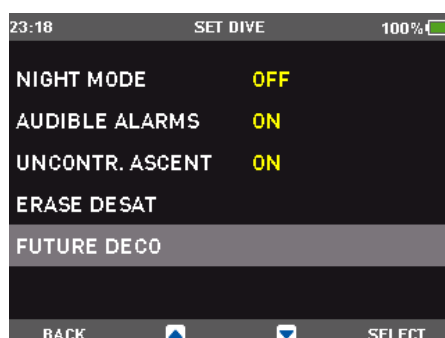 23:18 SET DIVE 100%
NIGHT MODE OFF
AUDIBLE ALARMS ON
UNCONTR. ASCENT ON
ERASE DESAT
FUTURE DECO
BACK SELECT